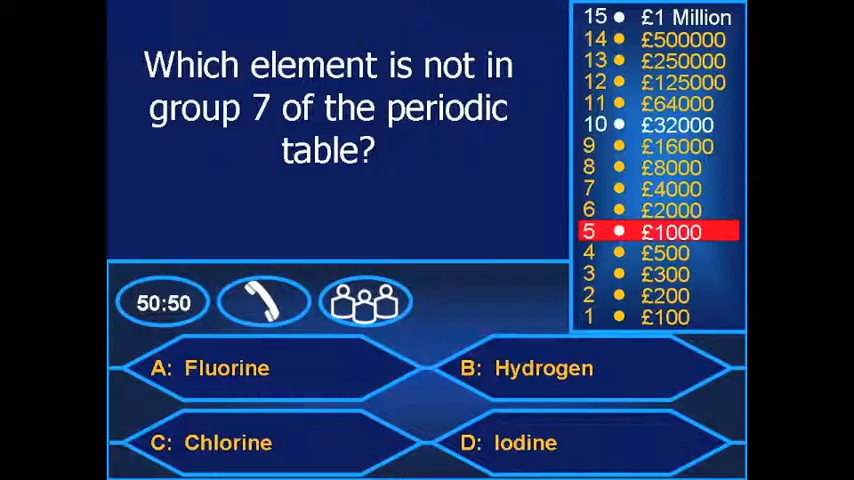 Which element is not in
group 7 of the periodic
table?
15 £1 Million
14 £500000
13 £250000
12 £125000
11 £64000
10 £32000
9 £16000
8 £8000
7 £4000
6 £2000
5 £1000
4 £500
3 £300
2 £200
1 £100
50:50
A: Fluorine
B: Hydrogen
C: Chlorine
D: Iodine